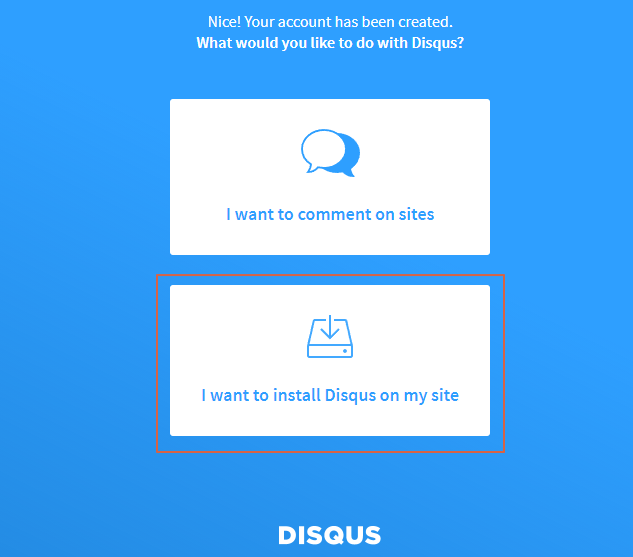 Nice! Your account has been created.
What would you like to do with Disqus?
I want to comment on sites
I want to install Disqus on my site
DISQUS